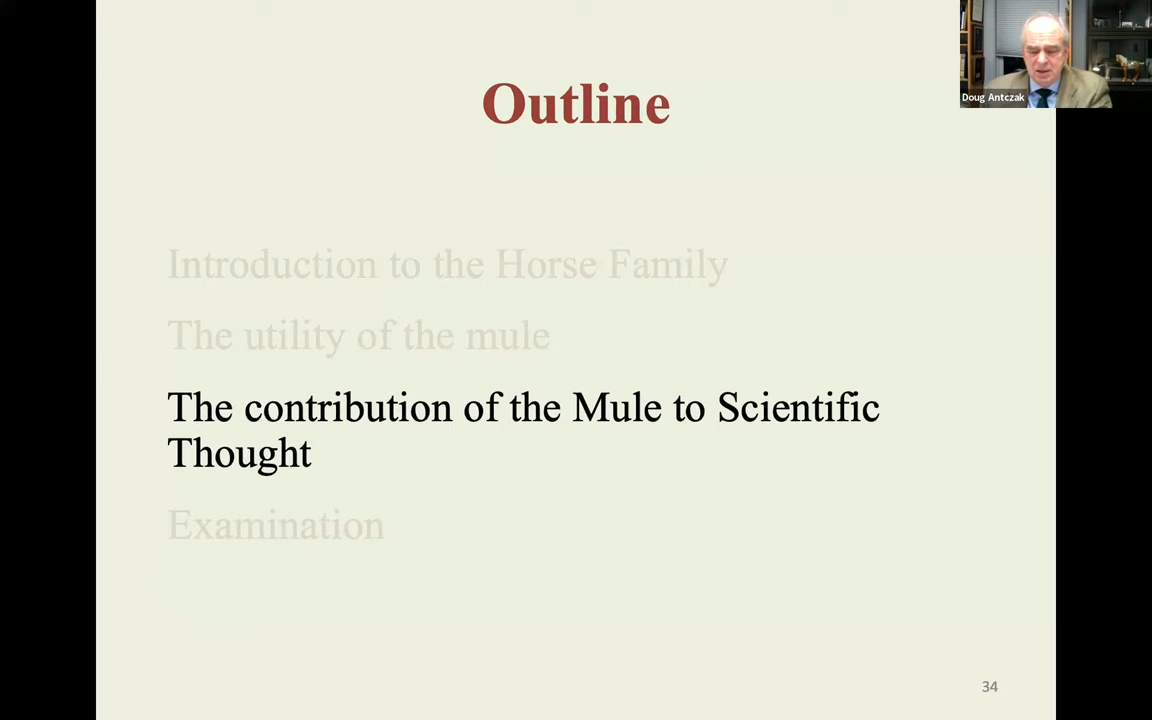 Outline
Doug Antczak
Introduction to the Horse Family
The utility of the mule
The contribution of the Mule to Scientific
Thought
Examination
34